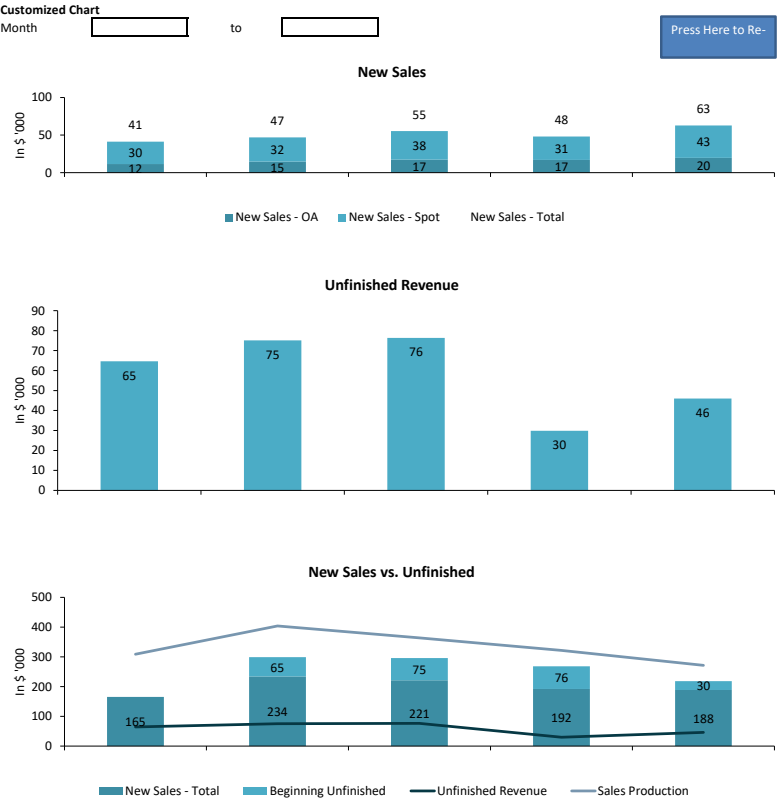 Customized Chart
Month to
Press Here to Re-
New Sales
In $ '000
100
50
0
41 47 55 48 63
30 32 38 31 43
12 15 17 17 20
New Sales - OA New Sales - Spot New Sales - Total
Unfinished Revenue
In $ '000
90
80
70
60
50
40
30
20
10
0
65 75 76 30 46
New Sales vs. Unfinished
In $ '000
500
400
300
200
100
0
65 75 76 30
165 234 221 192 188
New Sales - Total Beginning Unfinished Unfinished Revenue Sales Production